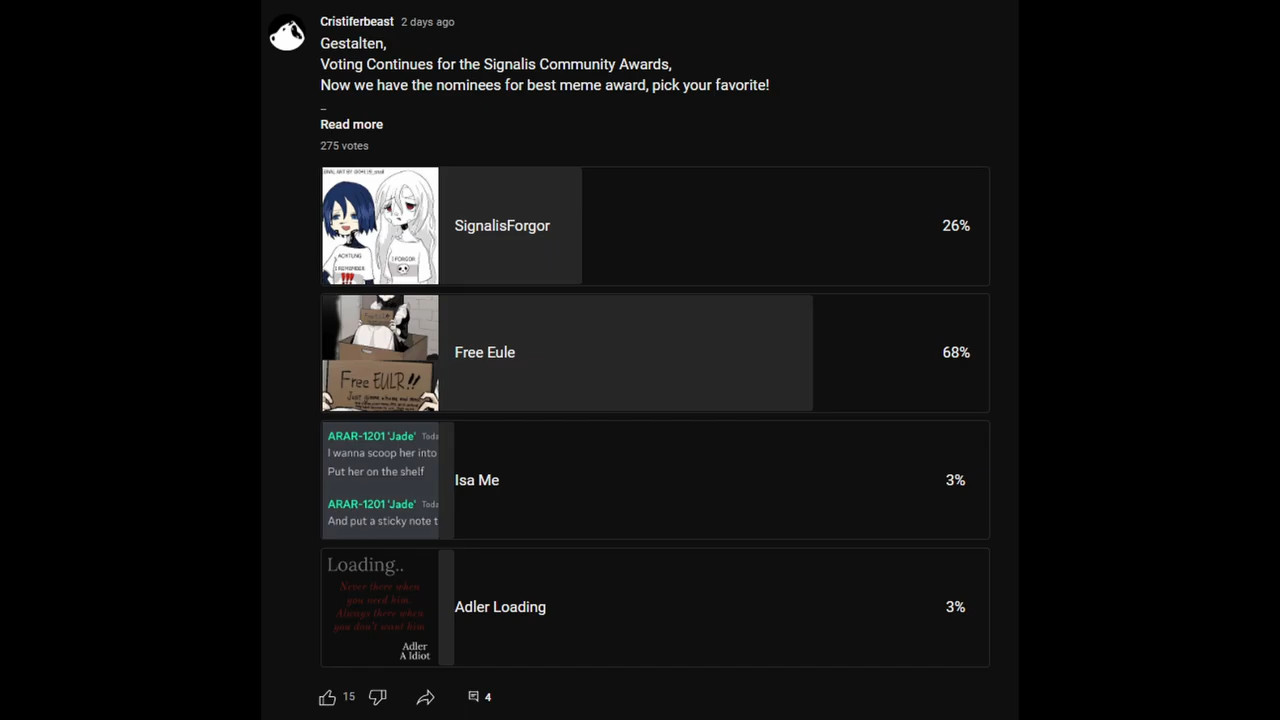 Cristiferbeast 2 days ago
Gestalten,
Voting Continues for the Signalis Community Awards,
Now we have the nominees for best meme award, pick your favorite!
_
Read more
275 votes
ACHTUNG
I REMEMBER
I FORGOR
SignalisForgor
26%
Free EULR!!
Free Eule
68%
ARAR-1201 'Jade' Toda
I wanna scoop her into
Put her on the shelf
ARAR-1201 'Jade' Toda
And put a sticky note t
Isa Me
3%
Loading..
Never there when
you need him.
Always there when
you don't want him
Adler
A Idiot
Adler Loading
3%
15
4